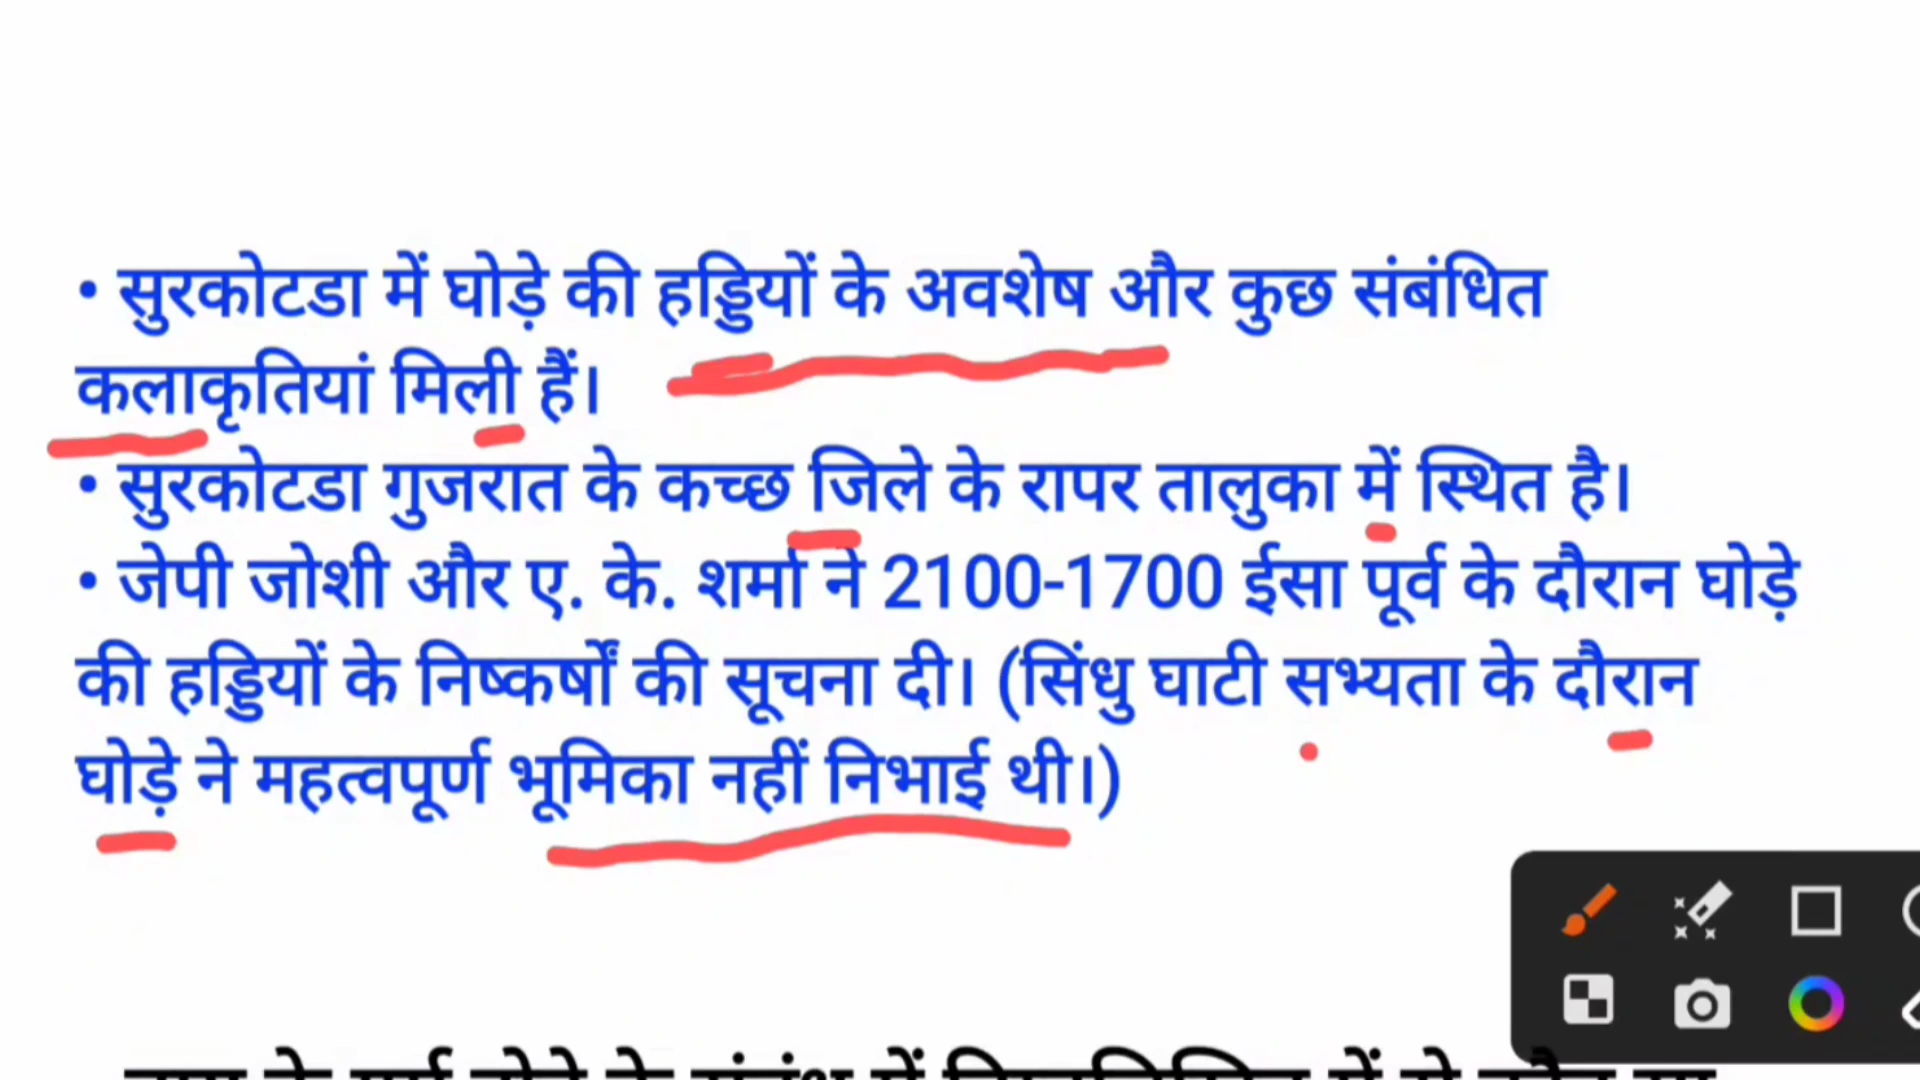 • सुरकोटडा में घोड़े की हड्डियों के अवशेष और कुछ संबंधित
कलाकृतियां मिली हैं।
• सुरकोटडा गुजरात के कच्छ जिले के रापर तालुका में स्थित है।
• जेपी जोशी और ए. के. शर्मा ने 2100-1700 ईसा पूर्व के दौरान घोड़े
की हड्डियों के निष्कर्षों की सूचना दी। (सिंधु घाटी सभ्यता के दौरान
घोड़े ने महत्वपूर्ण भूमिका नहीं निभाई थी।)